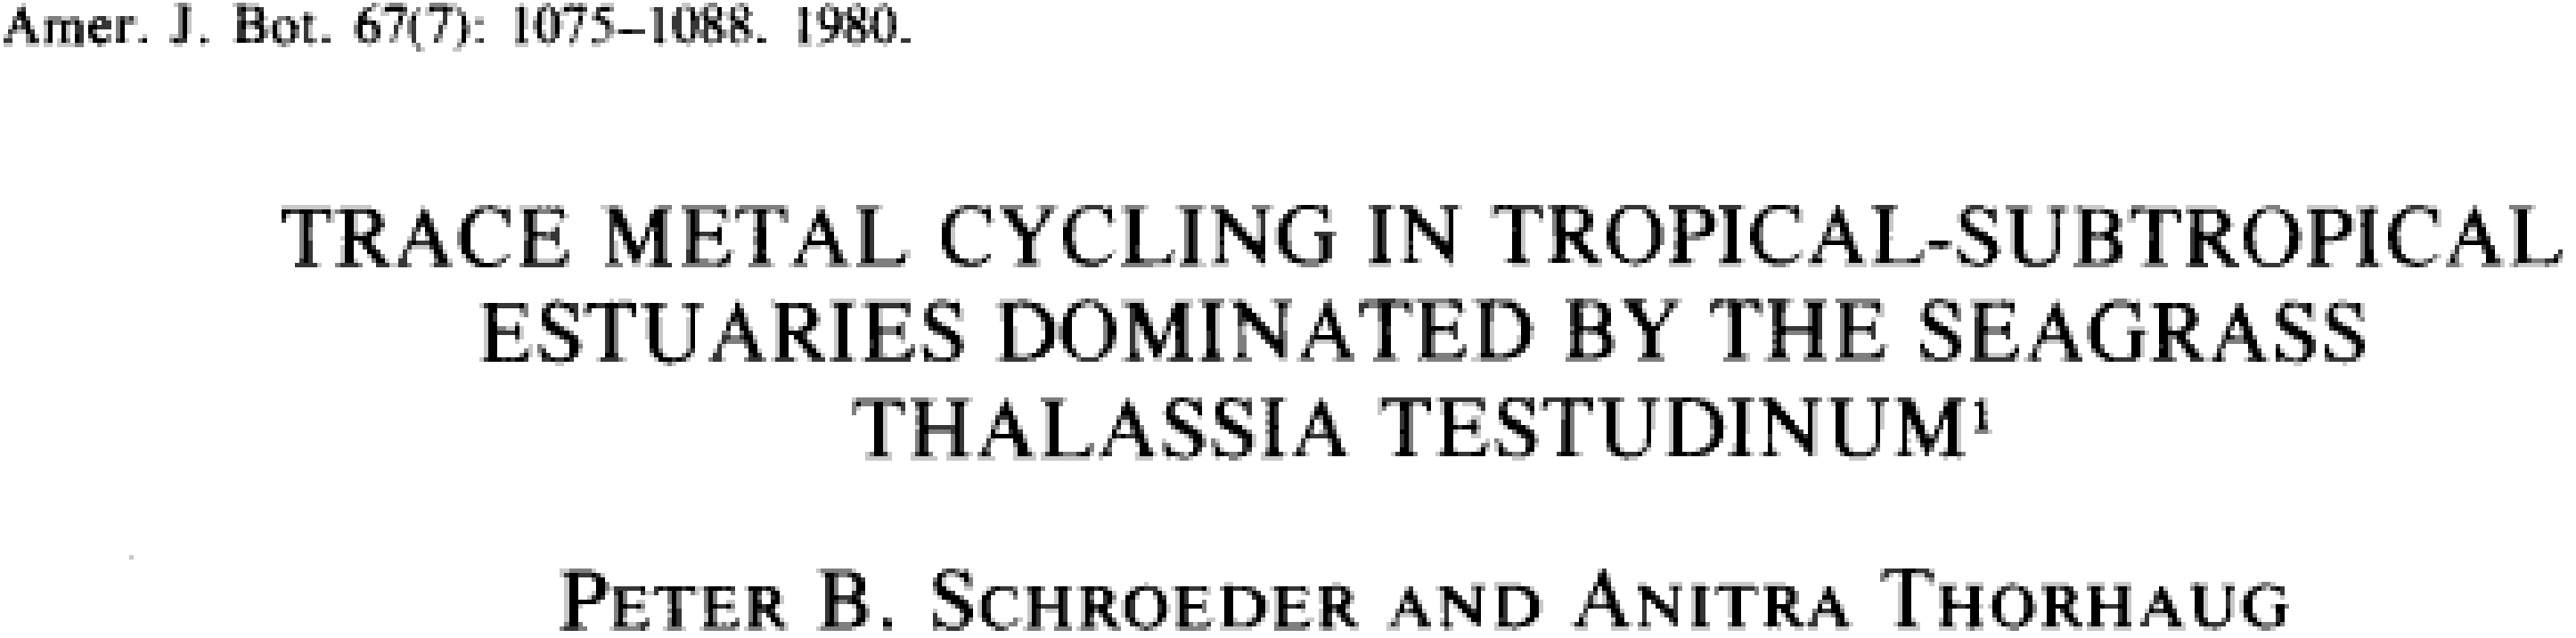 Amer. J. Bot. 67(7): 1075–1088. 1980.
TRACE METAL CYCLING IN TROPICAL-SUBTROPICAL
ESTUARIES DOMINATED BY THE SEAGRASS
THALASSIA TESTUDINUM¹
PETER B. SCHROEDER AND ANITRA THORHAUG